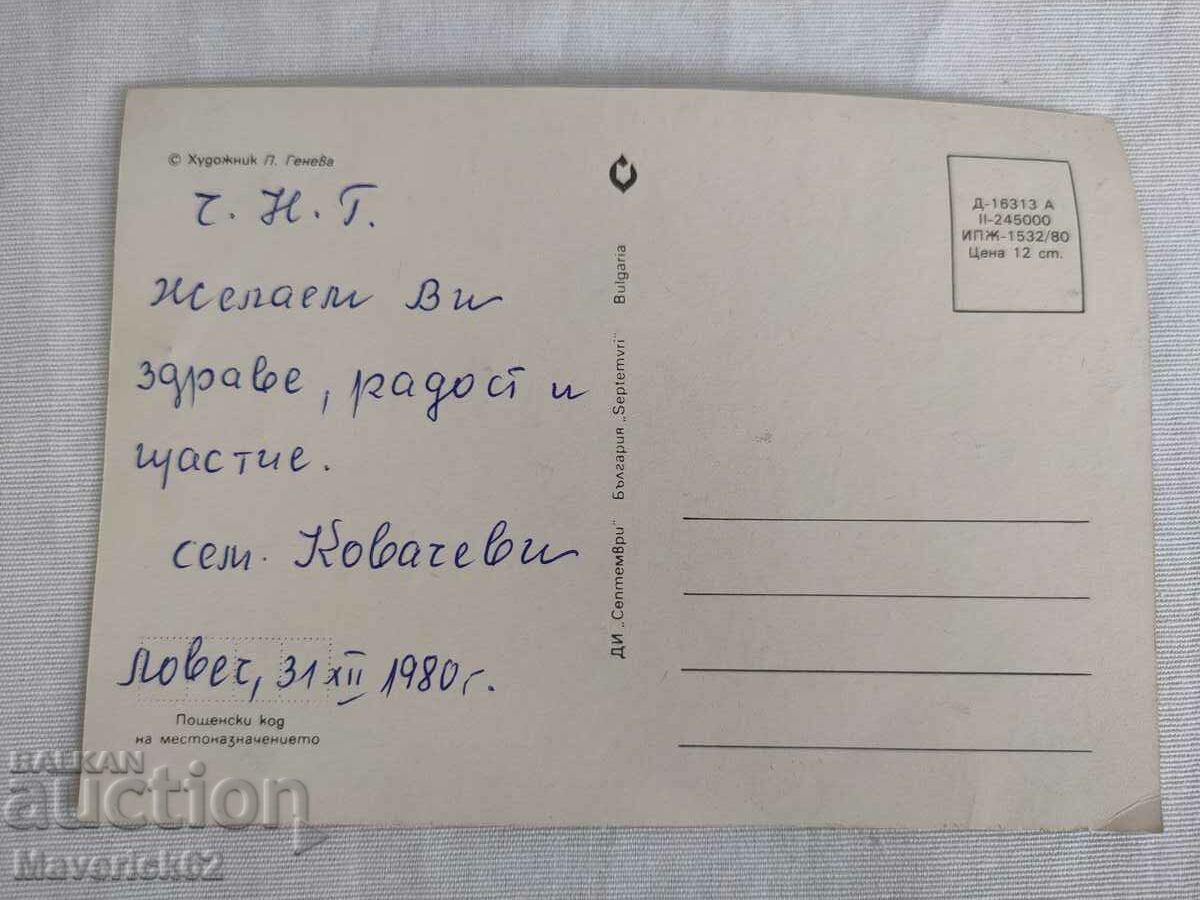 © Художник П. Генева
Ч. Н. Г.
Желаем Ви
здраве, радост и
щастие.
сем. Ковачеви
Ловеч, 31 XII 1980 г.
Пощенски код
на местоназначението
ДИ „Септември" България „Septemvri" Bulgaria
Д-16313 А
II-245000
ИПЖ-1532/80
Цена 12 ст.
BALKAN
auction
Mavorick62